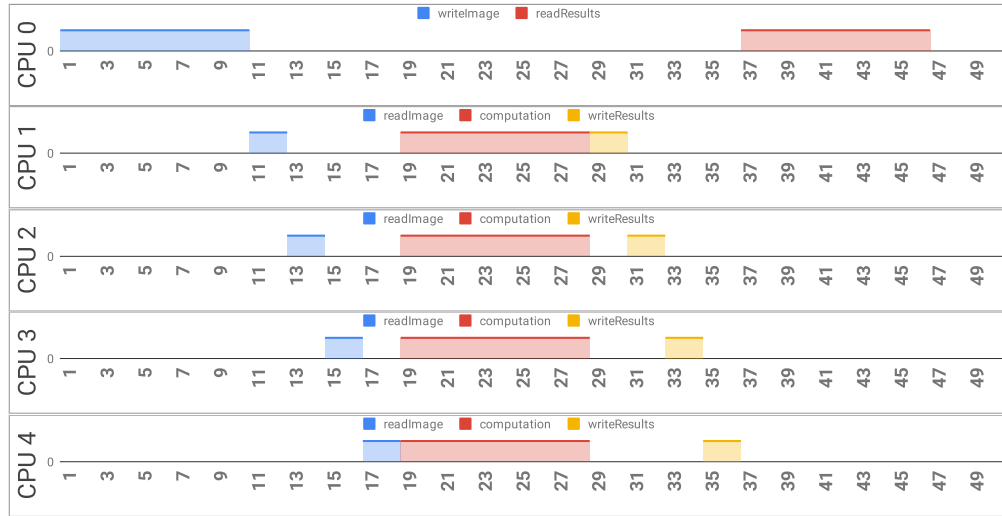 writeImage readResults
CPU 0
0
1 3 5 7 9 11 13 15 17 19 21 23 25 27 29 31 33 35 37 39 41 43 45 47 49
readImage computation writeResults
CPU 1
0
1 3 5 7 9 11 13 15 17 19 21 23 25 27 29 31 33 35 37 39 41 43 45 47 49
readImage computation writeResults
CPU 2
0
1 3 5 7 9 11 13 15 17 19 21 23 25 27 29 31 33 35 37 39 41 43 45 47 49
readImage computation writeResults
CPU 3
0
1 3 5 7 9 11 13 15 17 19 21 23 25 27 29 31 33 35 37 39 41 43 45 47 49
readImage computation writeResults
CPU 4
0
1 3 5 7 9 11 13 15 17 19 21 23 25 27 29 31 33 35 37 39 41 43 45 47 49